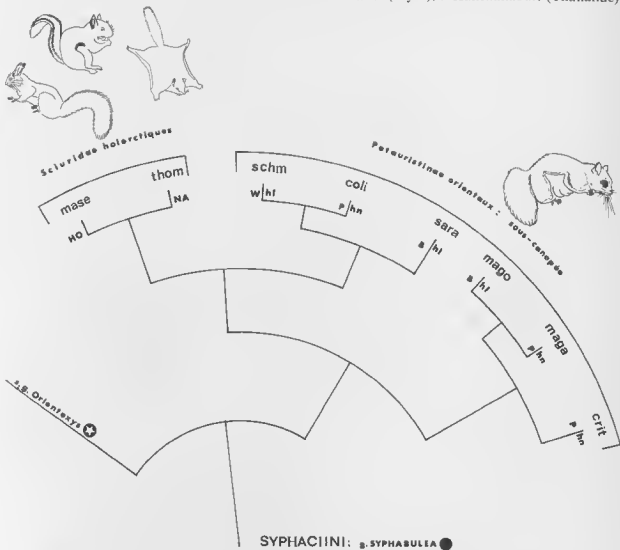 Sciuridae holarctiques
Petauristinae orientaux : sous-canopée
mase
thom
schm
coli
sara
mago
maga
crit
HO
NA
W hf
P hn
B hf
B hf
P hn
P hn
s.g. Orientoxys
SYPHACIINI: g. SYPHABULEA